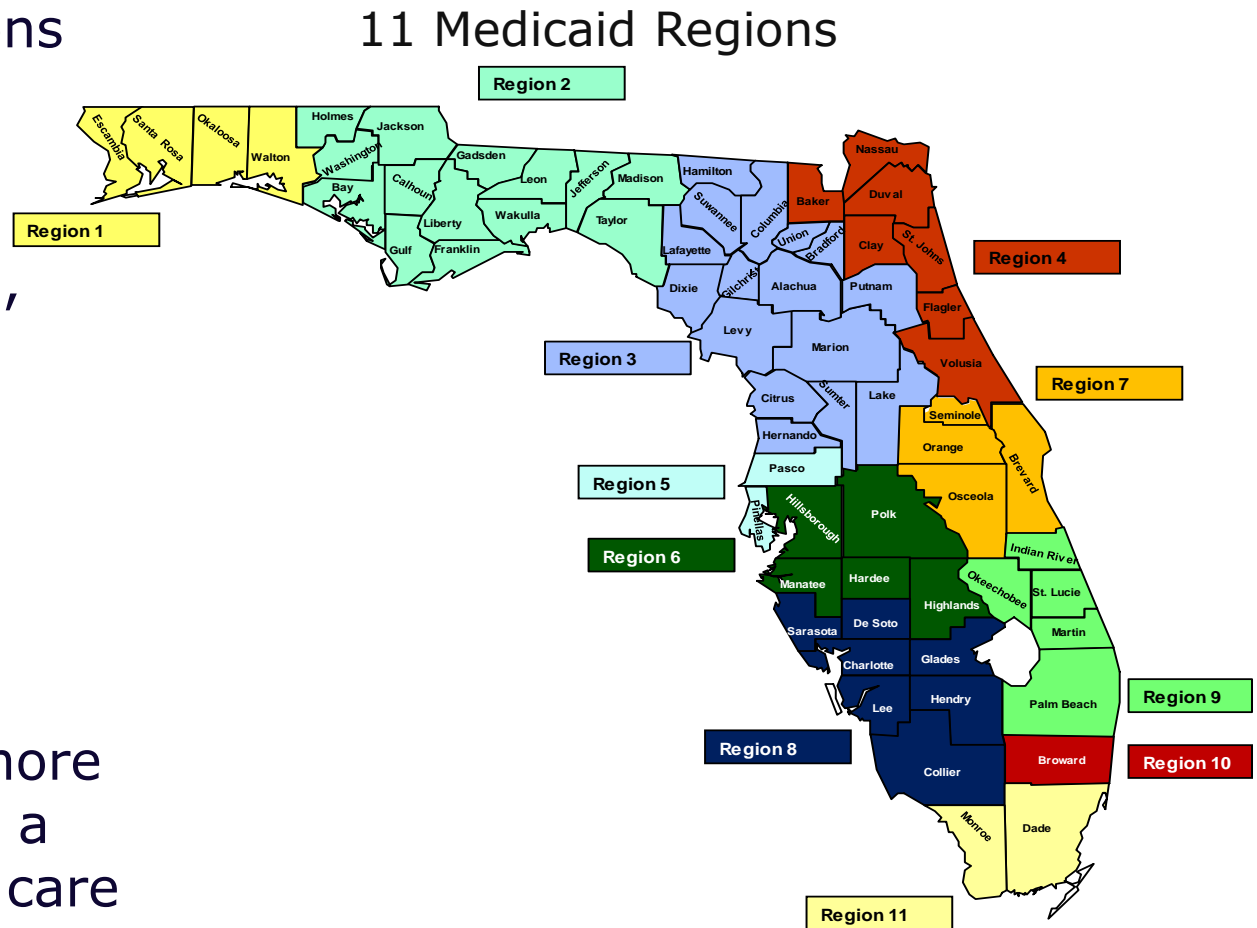 ns
,
more
a
care
11 Medicaid Regions
Region 2
Holmes
Jackson
Escambia
Santa Rosa
Okaloosa
Walton
Washington
Bay
Calhoun
Gulf
Liberty
Franklin
Gadsden
Leon
Wakulla
Jefferson
Madison
Taylor
Region 1
Hamilton
Suwannee
Columbia
Lafayette
Union
Bradford
Dixie
Gilchrist
Alachua
Putnam
Levy
Marion
Citrus
Sumter
Lake
Hernando
Region 3
Nassau
Baker
Duval
Clay
St. Johns
Flagler
Volusia
Region 4
Region 7
Seminole
Orange
Brevard
Osceola
Pasco
Pinellas
Region 5
Hillsborough
Polk
Manatee
Hardee
Highlands
Region 6
Indian River
Okeechobee
St. Lucie
Martin
Palm Beach
Region 9
Sarasota
De Soto
Charlotte
Glades
Lee
Hendry
Collier
Region 8
Broward
Region 10
Monroe
Dade
Region 11